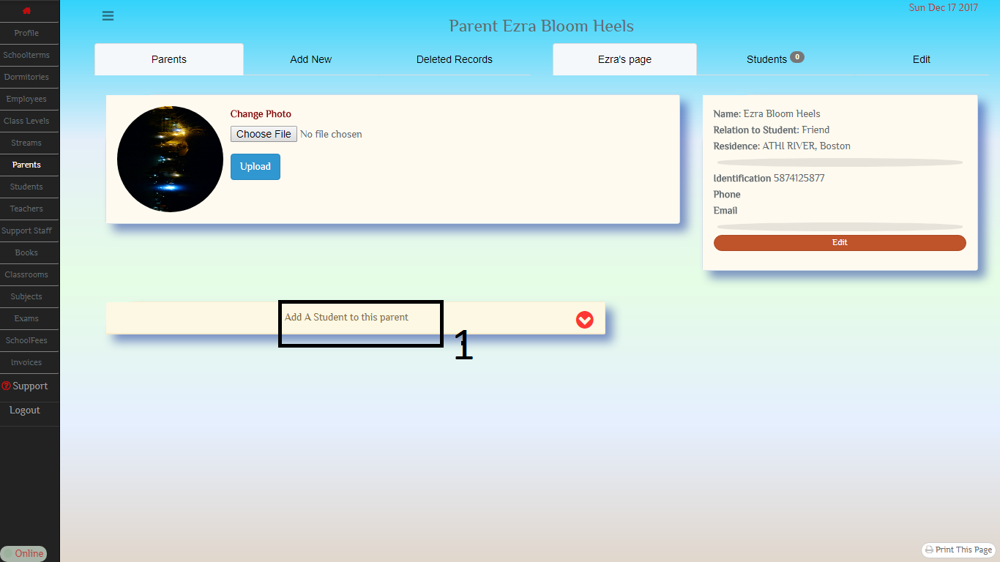 Sun Dec 17 2017
Parent Ezra Bloom Heels
Parents
Add New
Deleted Records
Ezra's page
Students 0
Edit
Profile
Schoolterms
Dormitories
Employees
Class Levels
Streams
Parents
Students
Teachers
Support Staff
Books
Classrooms
Subjects
Exams
SchoolFees
Invoices
Support
Logout
Online
Change Photo
Choose File No file chosen
Upload
Name: Ezra Bloom Heels
Relation to Student: Friend
Residence: ATHI RIVER, Boston
Identification 5874125877
Phone
Email
Edit
Add A Student to this parent
1
Print This Page